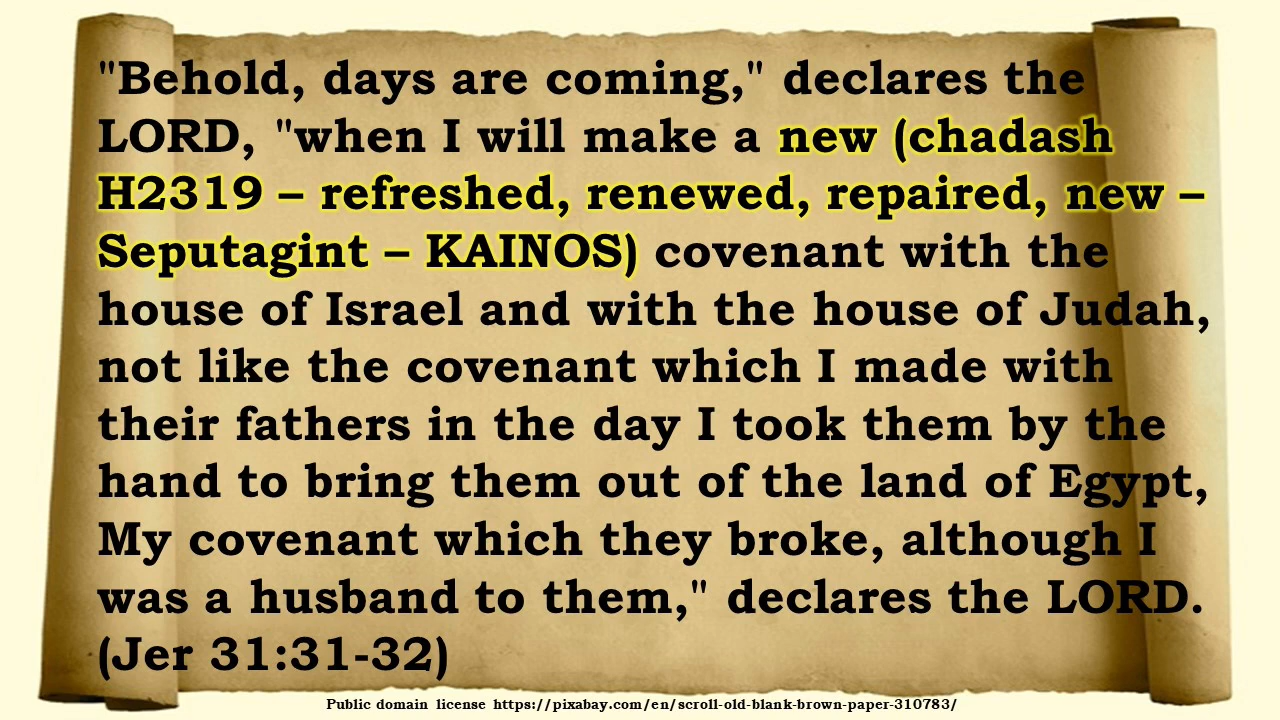 "Behold, days are coming," declares the
LORD, "when I will make a new (chadash
H2319 – refreshed, renewed, repaired, new –
Seputagint – KAINOS) covenant with the
house of Israel and with the house of Judah,
not like the covenant which I made with
their fathers in the day I took them by the
hand to bring them out of the land of Egypt,
My covenant which they broke, although I
was a husband to them," declares the LORD.
(Jer 31:31-32)
Public domain license https://pixabay.com/en/scroll-old-blank-brown-paper-310783/